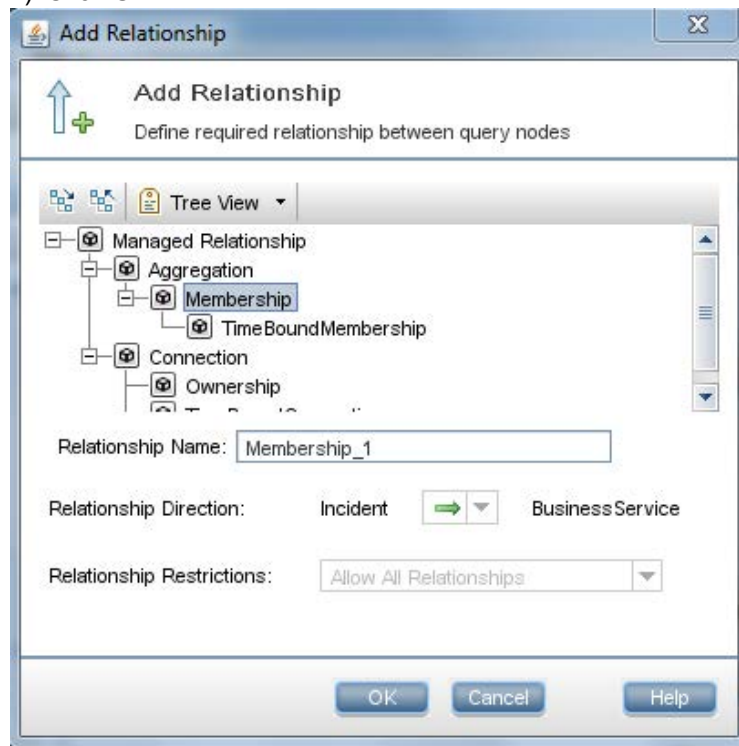 Add Relationship
Add Relationship
Define required relationship between query nodes
Tree View
Managed Relationship
Aggregation
Membership
TimeBoundMembership
Connection
Ownership
Relationship Name: Membership_1
Relationship Direction: Incident BusinessService
Relationship Restrictions: Allow All Relationships
OK Cancel Help